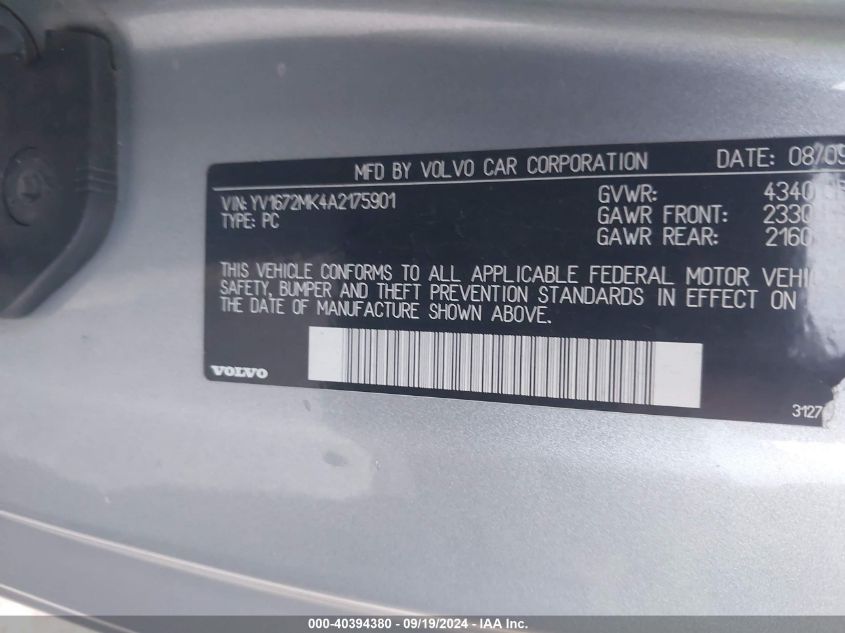 MFD BY VOLVO CAR CORPORATION DATE: 08/09
VIN: YV1672MK4A2175901 GVWR: 4340
TYPE: PC GAWR FRONT: 2330
GAWR REAR: 2160
THIS VEHICLE CONFORMS TO ALL APPLICABLE FEDERAL MOTOR
SAFETY, BUMPER AND THEFT PREVENTION STANDARDS IN EFFECT ON
THE DATE OF MANUFACTURE SHOWN ABOVE.
VOLVO
3127
000-40394380 - 09/19/2024 - IAA Inc.